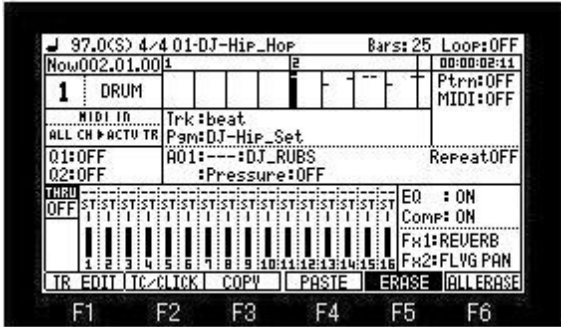 ♩ 97.0(S) 4/4 01-DJ-Hip_Hop Bars: 25 Loop:OFF
Now002.01.00 1 2 00:00:02:11
1 DRUM Ptrn:OFF
MIDI:OFF
MIDI IN Trk:beat
ALL CH▶ACTV TR Pgm:DJ-Hip_Set
Q1:OFF A01:---:DJ_RUBS RepeatOFF
Q2:OFF :Pressure:OFF
THRU
OFF ST ST ST ST ST ST ST ST ST ST ST ST ST ST ST ST EQ : ON
Comp: ON
Fx1:REVERB
1 2 3 4 5 6 7 8 9 10 11 12 13 14 15 16 Fx2:FLVG PAN
TR EDIT TC/CLICK COPY PASTE ERASE ALLERASE
F1 F2 F3 F4 F5 F6